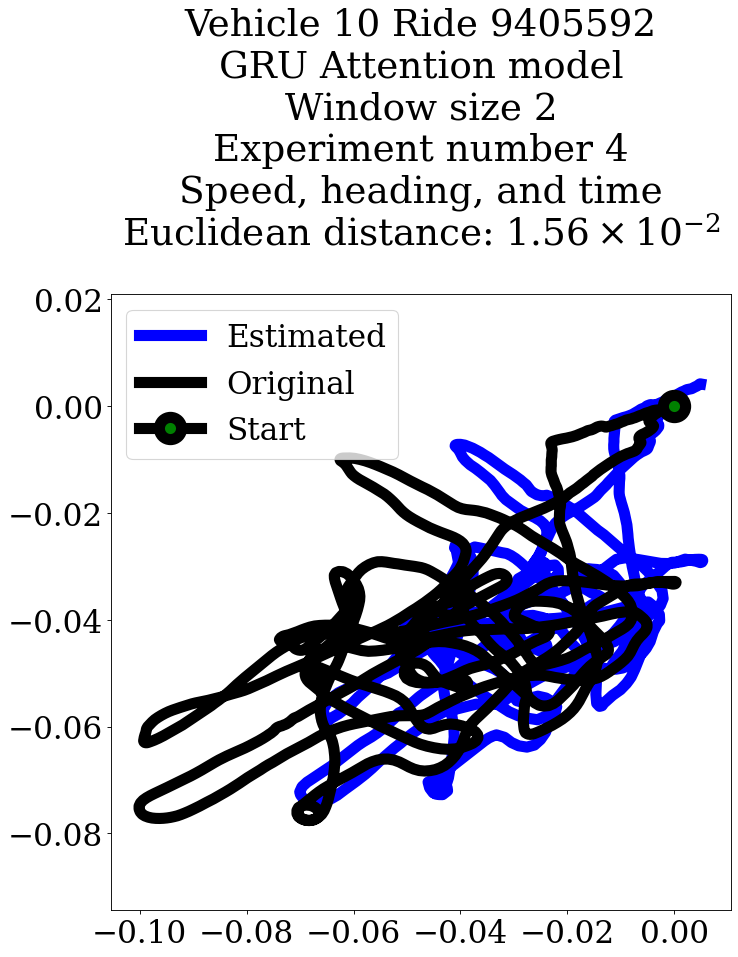 Vehicle 10 Ride 9405592
GRU Attention model
Window size 2
Experiment number 4
Speed, heading, and time
Euclidean distance: 1.56 × 10⁻²
0.02
0.00
−0.02
−0.04
−0.06
−0.08
Estimated
Original
Start
−0.10 −0.08 −0.06 −0.04 −0.02 0.00